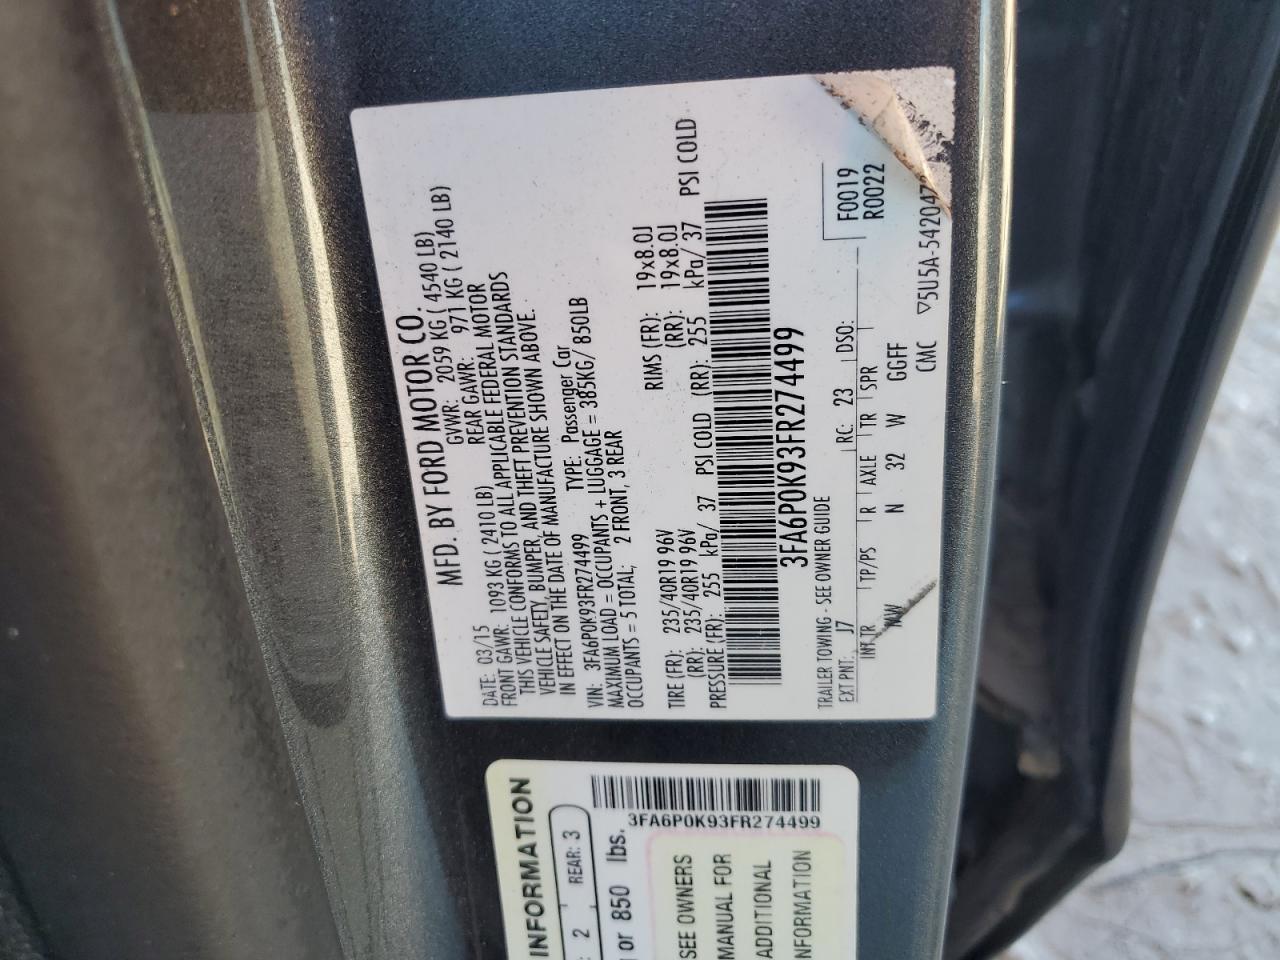 MFD. BY FORD MOTOR CO.
DATE: 03/15 GVWR: 2059 KG ( 4540 LB)
FRONT GAWR: 1093 KG ( 2410 LB) REAR GAWR: 971 KG ( 2140 LB)
THIS VEHICLE CONFORMS TO ALL APPLICABLE FEDERAL MOTOR
VEHICLE SAFETY, BUMPER, AND THEFT PREVENTION STANDARDS
IN EFFECT ON THE DATE OF MANUFACTURE SHOWN ABOVE.
VIN: 3FA6P0K93FR274499 TYPE: Passenger Car
MAXIMUM LOAD = OCCUPANTS + LUGGAGE = 385KG/ 850LB
OCCUPANTS = 5 TOTAL; 2 FRONT, 3 REAR
TIRE (FR): 235/40R19 96V RIMS (FR): 19x8.0J
(RR): 235/40R19 96V (RR): 19x8.0J
PRESSURE (FR): 255 kPa/ 37 PSI COLD (RR): 255 kPa/ 37 PSI COLD
3FA6P0K93FR274499
F0019
R0022
TRAILER TOWING - SEE OWNER GUIDE
EXT PNT: J7 RC: 23 DSO:
INT TR TP/PS R AXLE TR SPR
N 32 W GGFF
CMC ▽5U5A-542047
INFORMATION
2 REAR: 3
or 850 lbs.
3FA6P0K93FR274499
SEE OWNERS
MANUAL FOR
ADDITIONAL
NFORMATION